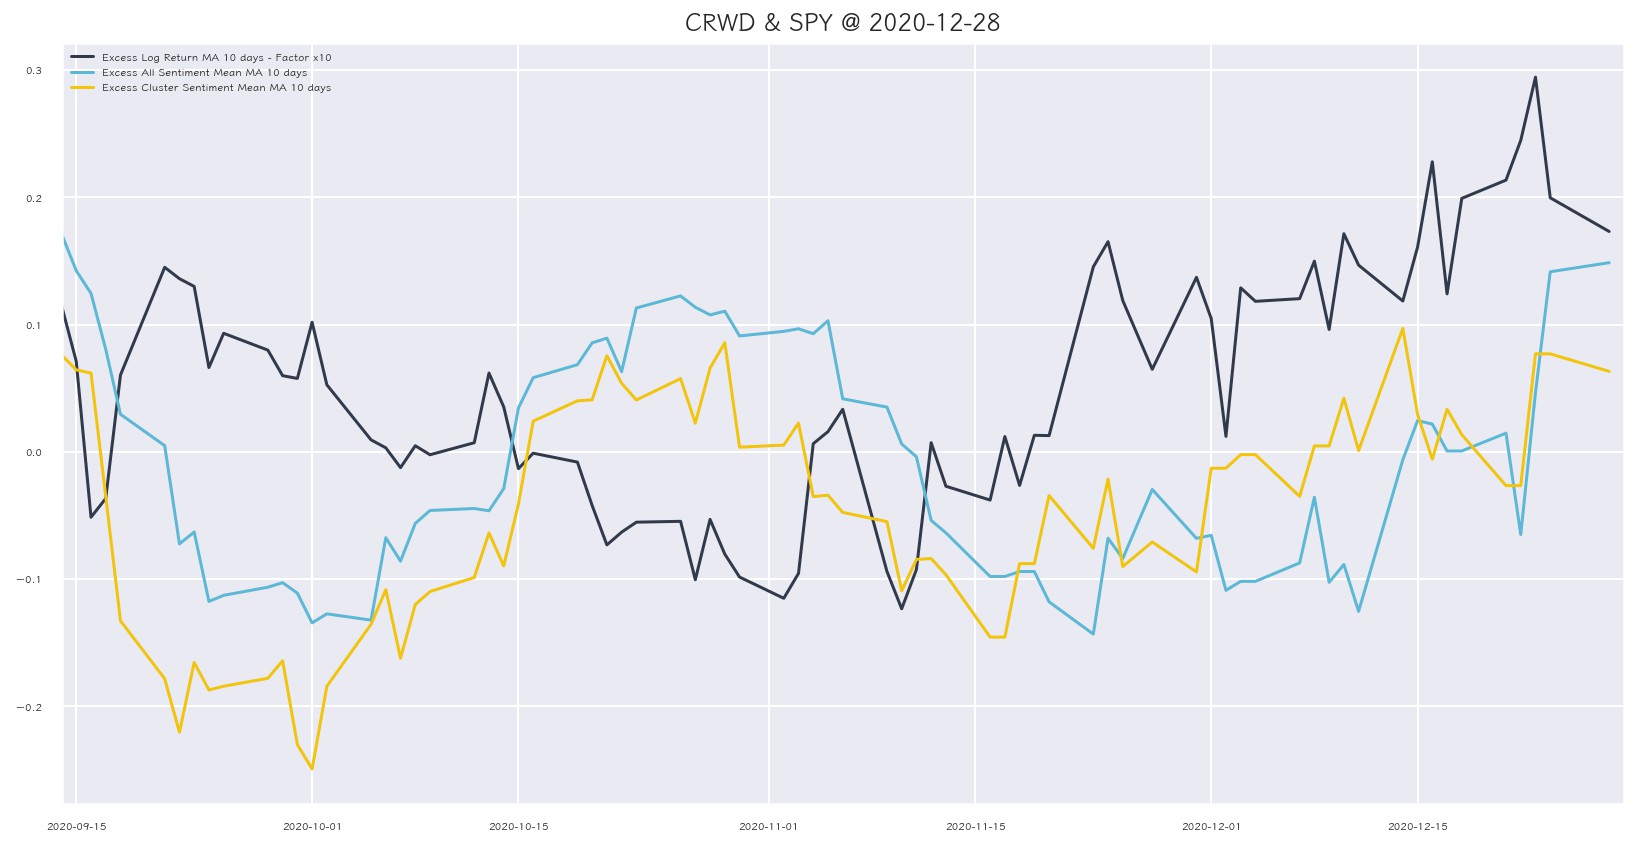 CRWD & SPY @ 2020-12-28
Excess Log Return MA 10 days - Factor x10
Excess All Sentiment Mean MA 10 days
Excess Cluster Sentiment Mean MA 10 days
0.3
0.2
0.1
0.0
−0.1
−0.2
2020-09-15 2020-10-01 2020-10-15 2020-11-01 2020-11-15 2020-12-01 2020-12-15